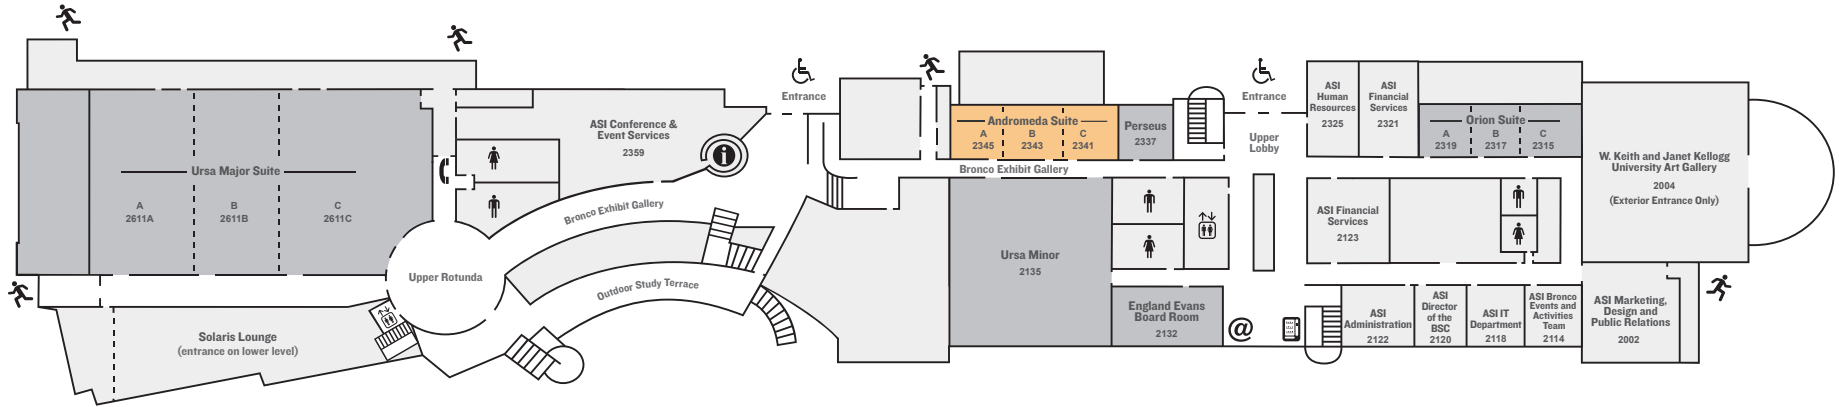 Ursa Major Suite
A
2611A
B
2611B
C
2611C
ASI Conference &
Event Services
2359
i
Bronco Exhibit Gallery
Upper Rotunda
Outdoor Study Terrace
Solaris Lounge
(entrance on lower level)
Entrance
Andromeda Suite
A
2345
B
2343
C
2341
Perseus
2337
Bronco Exhibit Gallery
Ursa Minor
2135
England Evans
Board Room
2132
@
Entrance
Upper
Lobby
ASI
Human
Resources
2325
ASI
Financial
Services
2321
Orion Suite
A
2319
B
2317
C
2315
ASI Financial
Services
2123
W. Keith and Janet Kellogg
University Art Gallery
2004
(Exterior Entrance Only)
ASI
Administration
2122
ASI
Director
of the
BSC
2120
ASI IT
Department
2118
ASI Bronco
Events and
Activities
Team
2114
ASI Marketing,
Design and
Public Relations
2002